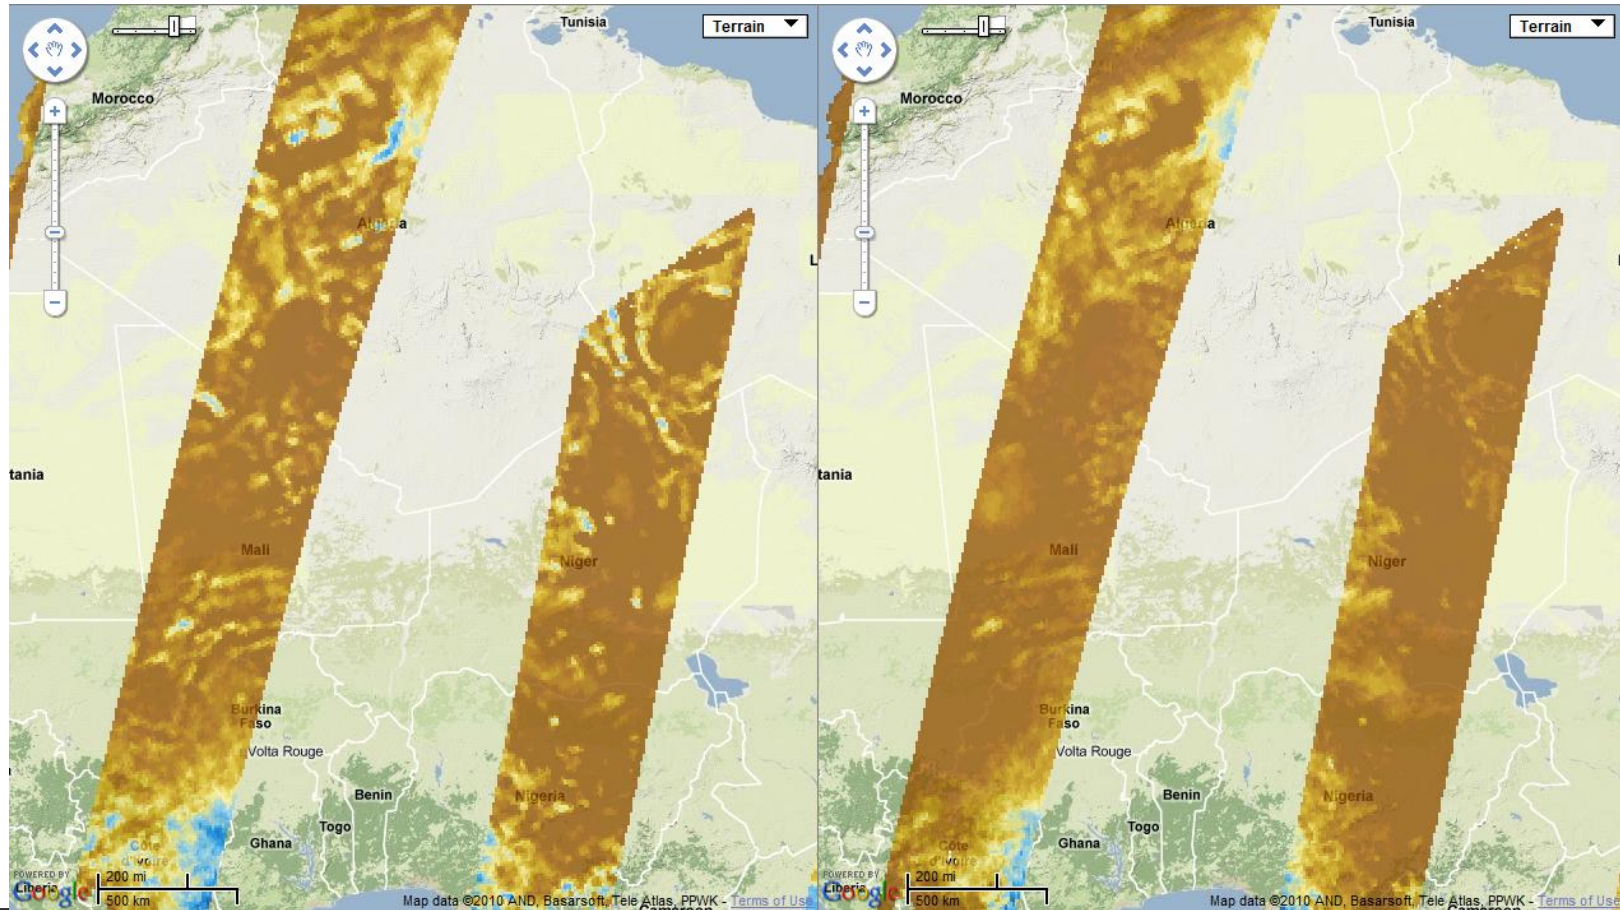 Tunisia
Terrain
Morocco
Algeria
L
tania
Mali
Niger
Burkina
Faso
Volta Rouge
Benin
Nigeria
Togo
Ghana
Côte
d'Ivoire
200 mi
POWERED BY
Google
Liberia
500 km
Map data ©2010 AND, Basarsoft, Tele Atlas, PPWK - Terms of Use
Cameroon
Tunisia
Terrain
Morocco
Algeria
L
tania
Mali
Niger
Burkina
Faso
Volta Rouge
Benin
Nigeria
Togo
Ghana
Côte
d'Ivoire
200 mi
POWERED BY
Google
Liberia
500 km
Map data ©2010 AND, Basarsoft, Tele Atlas, PPWK - Terms of Use
Cameroon